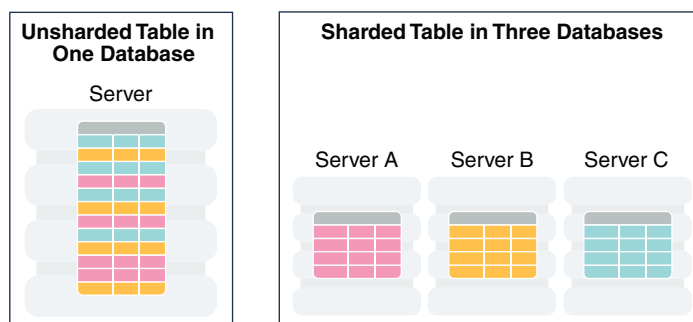 Unsharded Table in
One Database
Server
Sharded Table in Three Databases
Server A
Server B
Server C